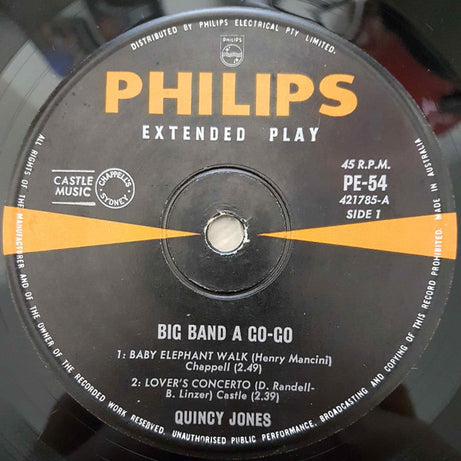 DISTRIBUTED BY PHILIPS ELECTRICAL PTY. LIMITED.
PHILIPS
PHILIPS
EXTENDED PLAY
45 R.P.M.
PE-54
421785-A
SIDE 1
CASTLE
MUSIC
CHAPPELL'S
SYDNEY
MADE IN AUSTRALIA
BIG BAND A GO-GO
1: BABY ELEPHANT WALK (Henry Mancini)
Chappell (2.49)
2: LOVER'S CONCERTO (D. Randell-
B. Linzer) Castle (2.39)
QUINCY JONES
ALL RIGHTS OF THE MANUFACTURER AND OF THE OWNER OF THE RECORDED WORK RESERVED. UNAUTHORISED PUBLIC PERFORMANCE, BROADCASTING AND COPYING OF THIS RECORD PROHIBITED.